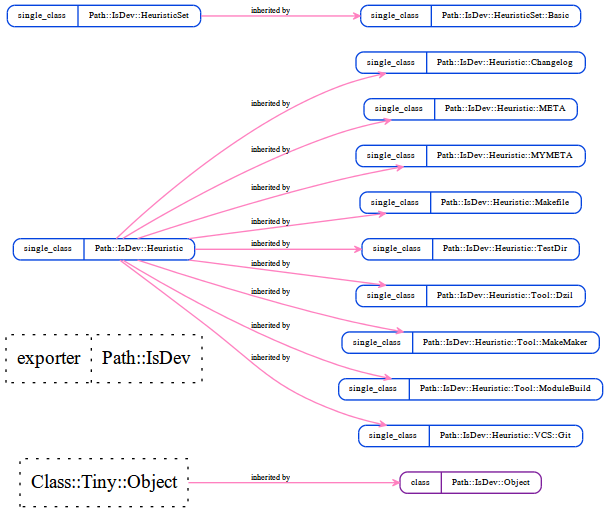 single_class Path::IsDev::HeuristicSet inherited by single_class Path::IsDev::HeuristicSet::Basic
single_class Path::IsDev::Heuristic::Changelog
inherited by single_class Path::IsDev::Heuristic::META
inherited by single_class Path::IsDev::Heuristic::MYMETA
inherited by single_class Path::IsDev::Heuristic::Makefile
inherited by
single_class Path::IsDev::Heuristic inherited by single_class Path::IsDev::Heuristic::TestDir
inherited by
single_class Path::IsDev::Heuristic::Tool::Dzil
inherited by
single_class Path::IsDev::Heuristic::Tool::MakeMaker
exporter Path::IsDev inherited by
single_class Path::IsDev::Heuristic::Tool::ModuleBuild
single_class Path::IsDev::Heuristic::VCS::Git
Class::Tiny::Object inherited by class Path::IsDev::Object
inherited by